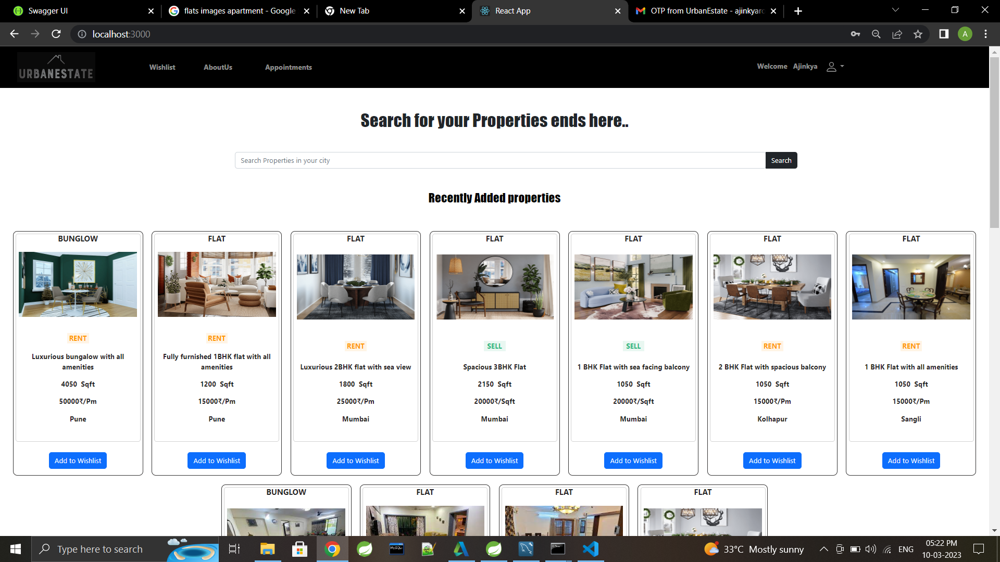 Swagger UI
flats images apartment - Google
New Tab
React App
OTP from UrbanEstate - ajinkyarc
localhost:3000
A
URBANESTATE
Wishlist
AboutUs
Appointments
Welcome Ajinkya
Search for your Properties ends here..
Search Properties in your city
Search
Recently Added properties
BUNGLOW
RENT
Luxurious bungalow with all
amenities
4050 Sqft
50000₹/Pm
Pune
Add to Wishlist
FLAT
RENT
Fully furnished 1BHK flat with all
amenities
1200 Sqft
15000₹/Pm
Pune
Add to Wishlist
FLAT
RENT
Luxurious 2BHK flat with sea view
1800 Sqft
25000₹/Pm
Mumbai
Add to Wishlist
FLAT
SELL
Spacious 3BHK Flat
2150 Sqft
20000₹/Sqft
Mumbai
Add to Wishlist
FLAT
SELL
1 BHK Flat with sea facing balcony
1050 Sqft
20000₹/Sqft
Mumbai
Add to Wishlist
FLAT
RENT
2 BHK Flat with spacious balcony
1050 Sqft
15000₹/Pm
Kolhapur
Add to Wishlist
FLAT
RENT
1 BHK Flat with all amenities
1050 Sqft
15000₹/Pm
Sangli
Add to Wishlist
BUNGLOW
FLAT
FLAT
FLAT
Type here to search
MySQL
33°C Mostly sunny
ENG
05:22 PM
10-03-2023